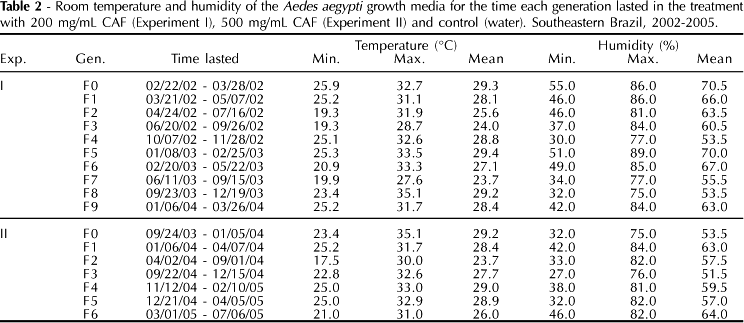 Table 2 - Room temperature and humidity of the Aedes aegypti growth media for the time each generation lasted in the treatment
with 200 mg/mL CAF (Experiment I), 500 mg/mL CAF (Experiment II) and control (water). Southeastern Brazil, 2002-2005.
Temperature (°C) Humidity (%)
Exp. Gen. Time lasted Min. Max. Mean Min. Max. Mean
I F0 02/22/02 - 03/28/02 25.9 32.7 29.3 55.0 86.0 70.5
F1 03/21/02 - 05/07/02 25.2 31.1 28.1 46.0 86.0 66.0
F2 04/24/02 - 07/16/02 19.3 31.9 25.6 46.0 81.0 63.5
F3 06/20/02 - 09/26/02 19.3 28.7 24.0 37.0 84.0 60.5
F4 10/07/02 - 11/28/02 25.1 32.6 28.8 30.0 77.0 53.5
F5 01/08/03 - 02/25/03 25.3 33.5 29.4 51.0 89.0 70.0
F6 02/20/03 - 05/22/03 20.9 33.3 27.1 49.0 85.0 67.0
F7 06/11/03 - 09/15/03 19.9 27.6 23.7 34.0 77.0 55.5
F8 09/23/03 - 12/19/03 23.4 35.1 29.2 32.0 75.0 53.5
F9 01/06/04 - 03/26/04 25.2 31.7 28.4 42.0 84.0 63.0
II F0 09/24/03 - 01/05/04 23.4 35.1 29.2 32.0 75.0 53.5
F1 01/06/04 - 04/07/04 25.2 31.7 28.4 42.0 84.0 63.0
F2 04/02/04 - 09/01/04 17.5 30.0 23.7 33.0 82.0 57.5
F3 09/22/04 - 12/15/04 22.8 32.6 27.7 27.0 76.0 51.5
F4 11/12/04 - 02/10/05 25.0 33.0 29.0 38.0 81.0 59.5
F5 12/21/04 - 04/05/05 25.0 32.9 28.9 32.0 82.0 57.0
F6 03/01/05 - 07/06/05 21.0 31.0 26.0 46.0 82.0 64.0